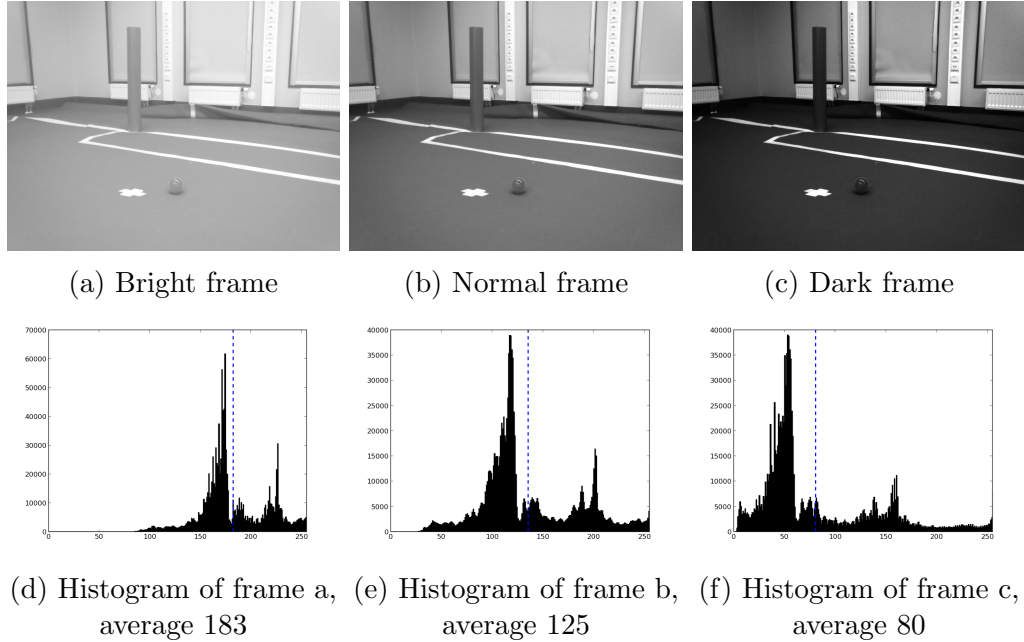 (a) Bright frame
(b) Normal frame
(c) Dark frame
70000
60000
50000
40000
30000
20000
10000
0
0 50 100 150 200 250
40000
35000
30000
25000
20000
15000
10000
5000
0
0 50 100 150 200 250
40000
35000
30000
25000
20000
15000
10000
5000
0
0 50 100 150 200 250
(d) Histogram of frame a,
average 183
(e) Histogram of frame b,
average 125
(f) Histogram of frame c,
average 80